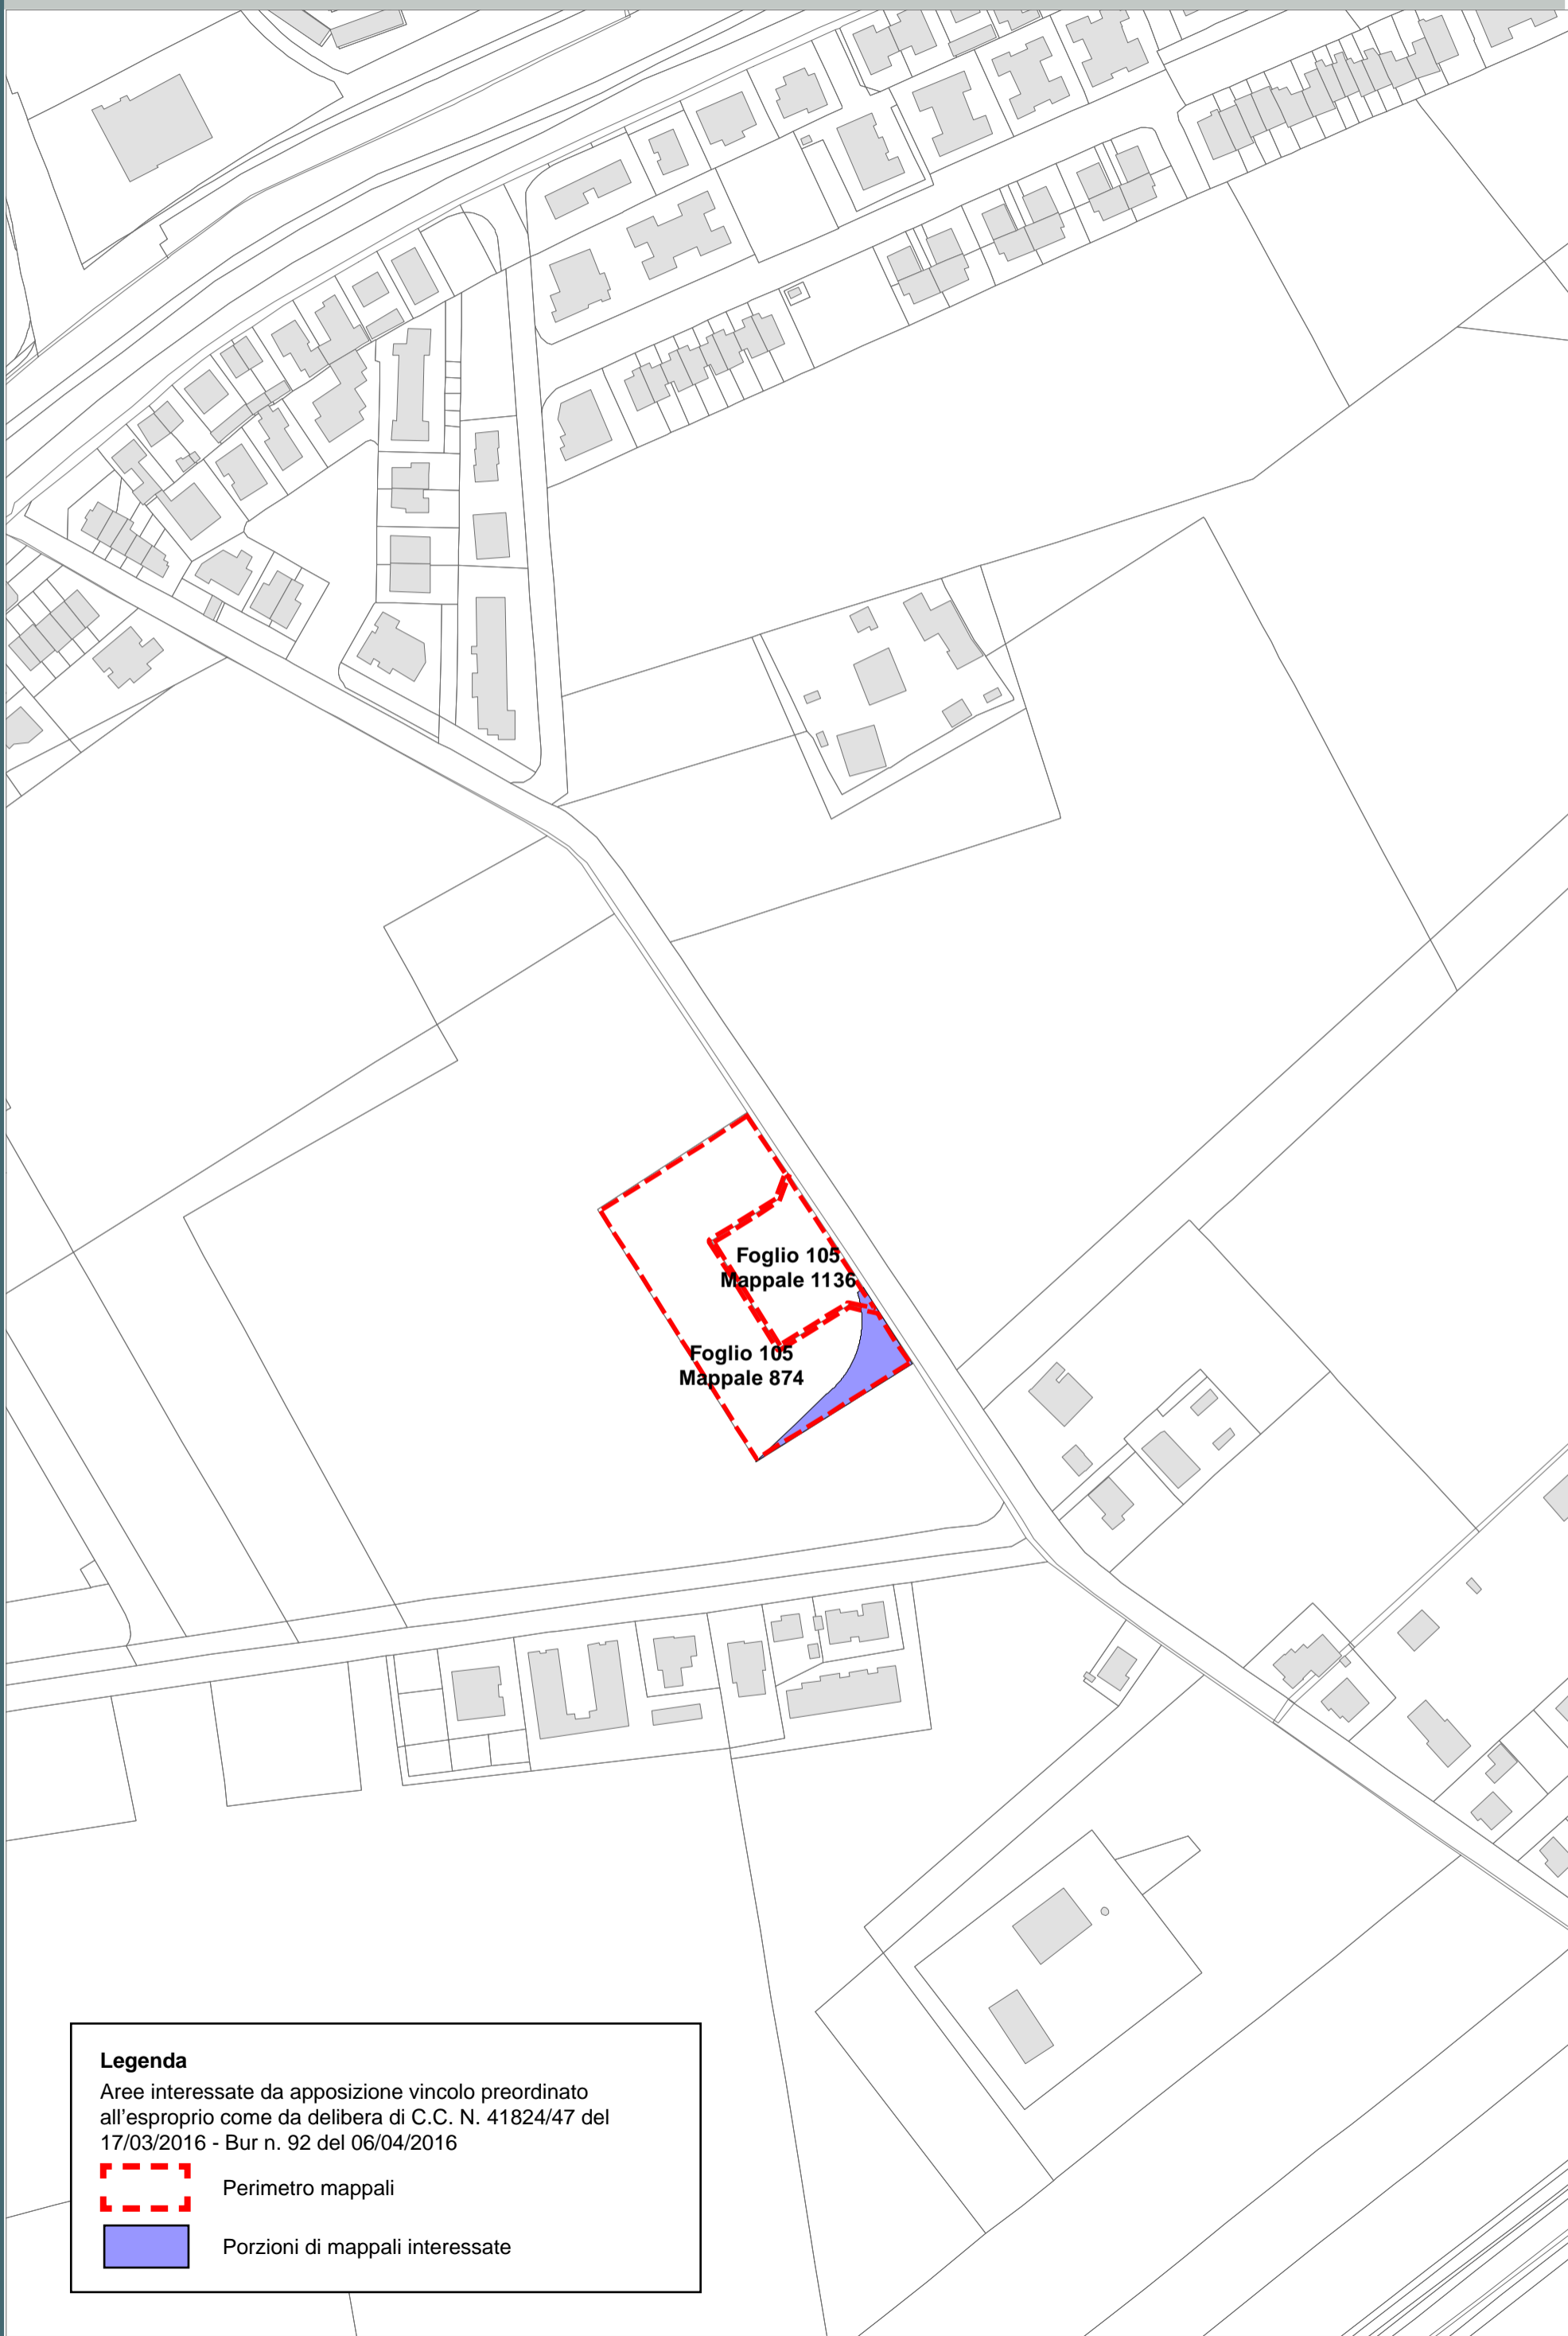 Foglio 105
Mappale 1136
Foglio 105
Mappale 874
Legenda
Aree interessate da apposizione vincolo preordinato
all'esproprio come da delibera di C.C. N. 41824/47 del
17/03/2016 - Bur n. 92 del 06/04/2016
Perimetro mappali
Porzioni di mappali interessate